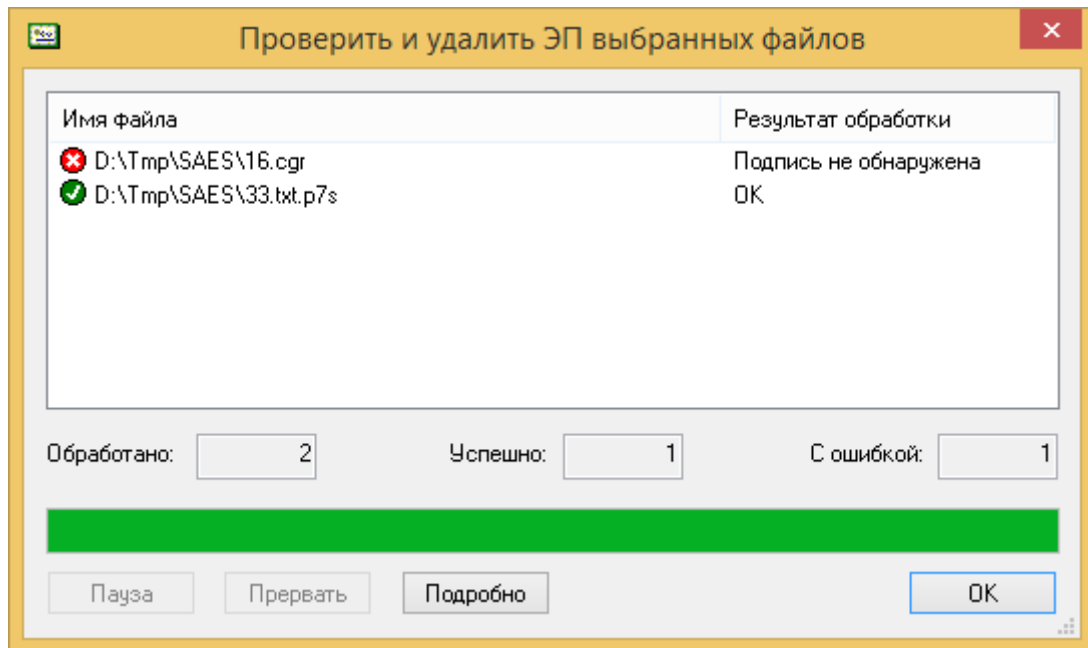 Проверить и удалить ЭП выбранных файлов
Имя файла Результат обработки
D:\Tmp\SAES\16.cgr Подпись не обнаружена
D:\Tmp\SAES\33.txt.p7s OK
Обработано: 2 Успешно: 1 С ошибкой: 1
Пауза Прервать Подробно OK